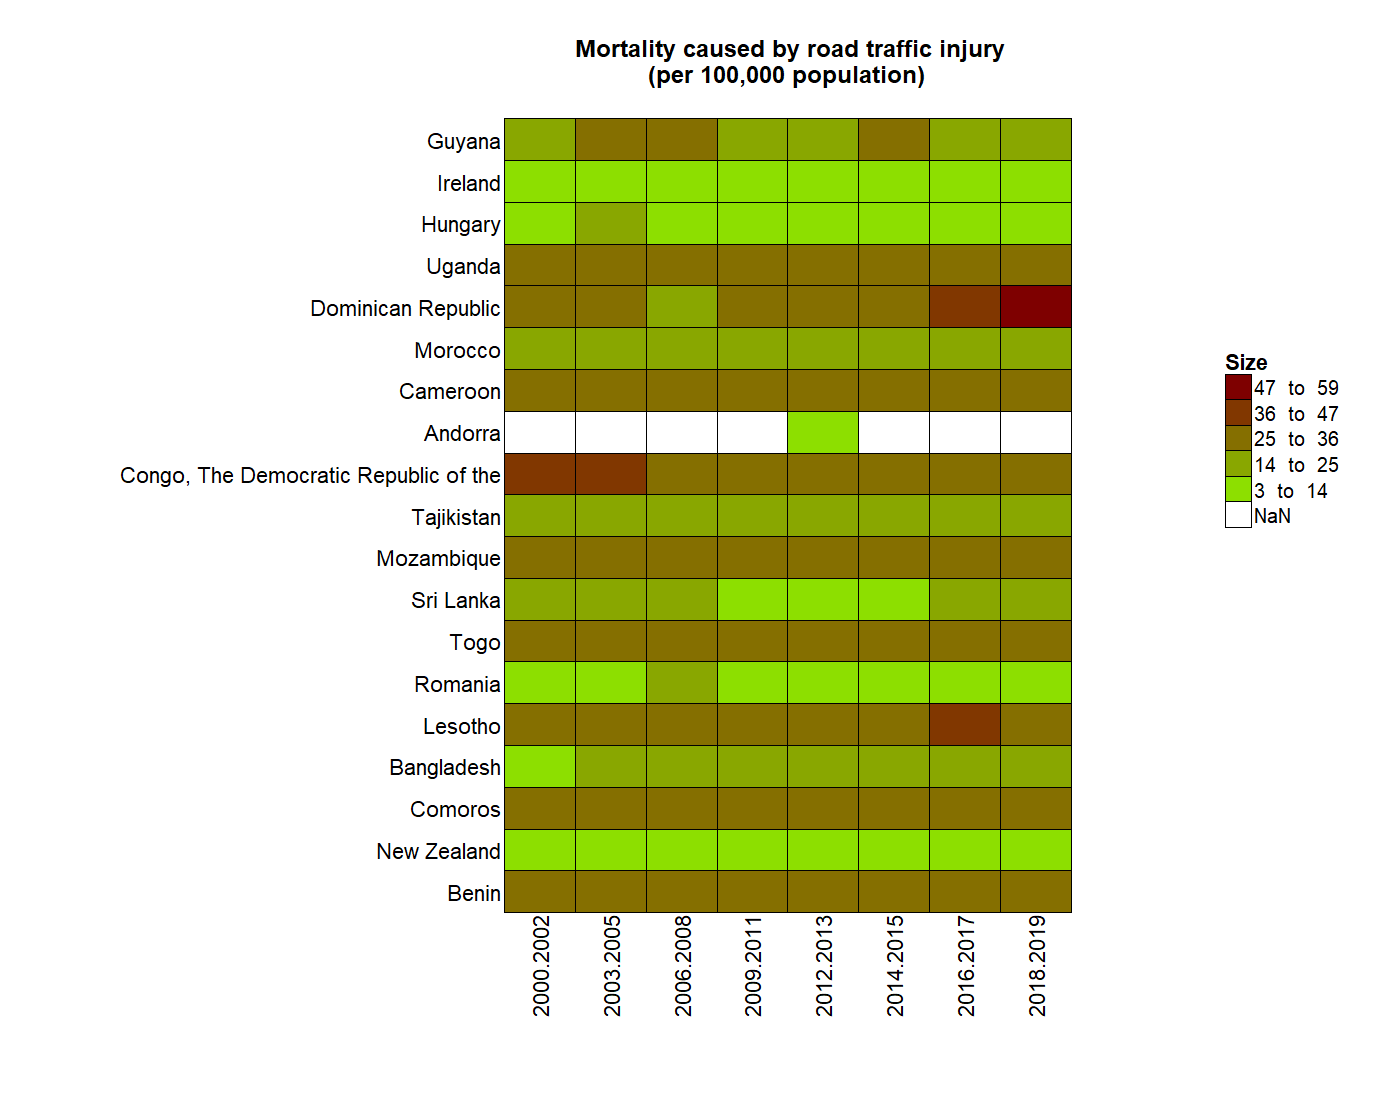 Mortality caused by road traffic injury
(per 100,000 population)
Guyana
Ireland
Hungary
Uganda
Dominican Republic
Morocco
Cameroon
Andorra
Congo, The Democratic Republic of the
Tajikistan
Mozambique
Sri Lanka
Togo
Romania
Lesotho
Bangladesh
Comoros
New Zealand
Benin
2000.2002
2003.2005
2006.2008
2009.2011
2012.2013
2014.2015
2016.2017
2018.2019
Size
47 to 59
36 to 47
25 to 36
14 to 25
3 to 14
NaN